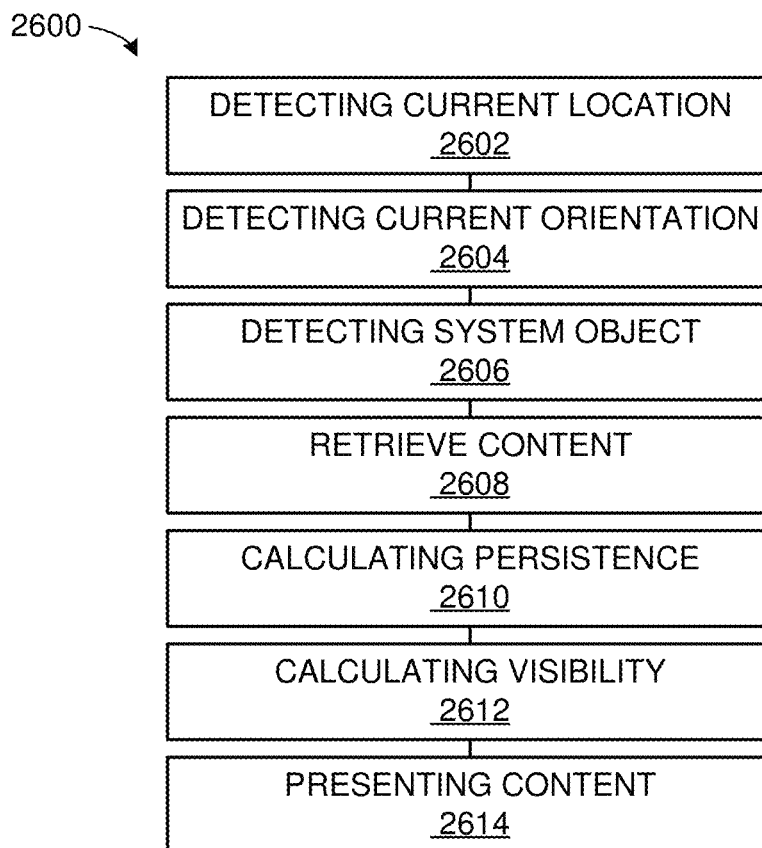 2600
DETECTING CURRENT LOCATION
2602
DETECTING CURRENT ORIENTATION
2604
DETECTING SYSTEM OBJECT
2606
RETRIEVE CONTENT
2608
CALCULATING PERSISTENCE
2610
CALCULATING VISIBILITY
2612
PRESENTING CONTENT
2614